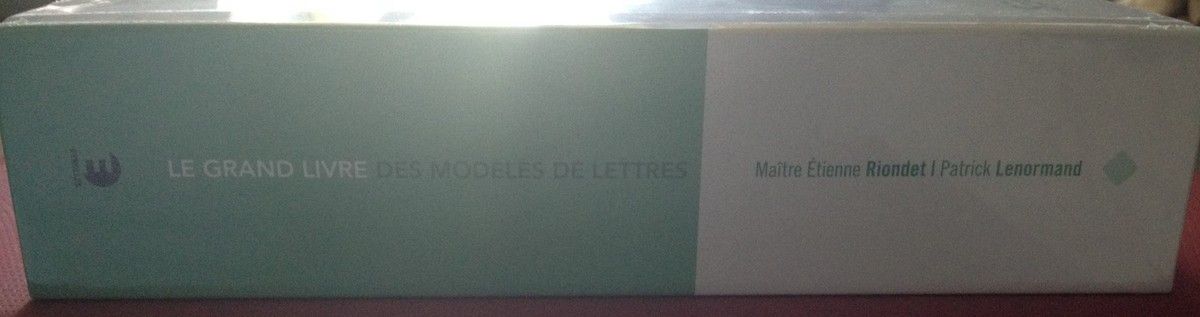 LE GRAND LIVRE DES MODÈLES DE LETTRES
Maître Étienne Riondet I Patrick Lenormand